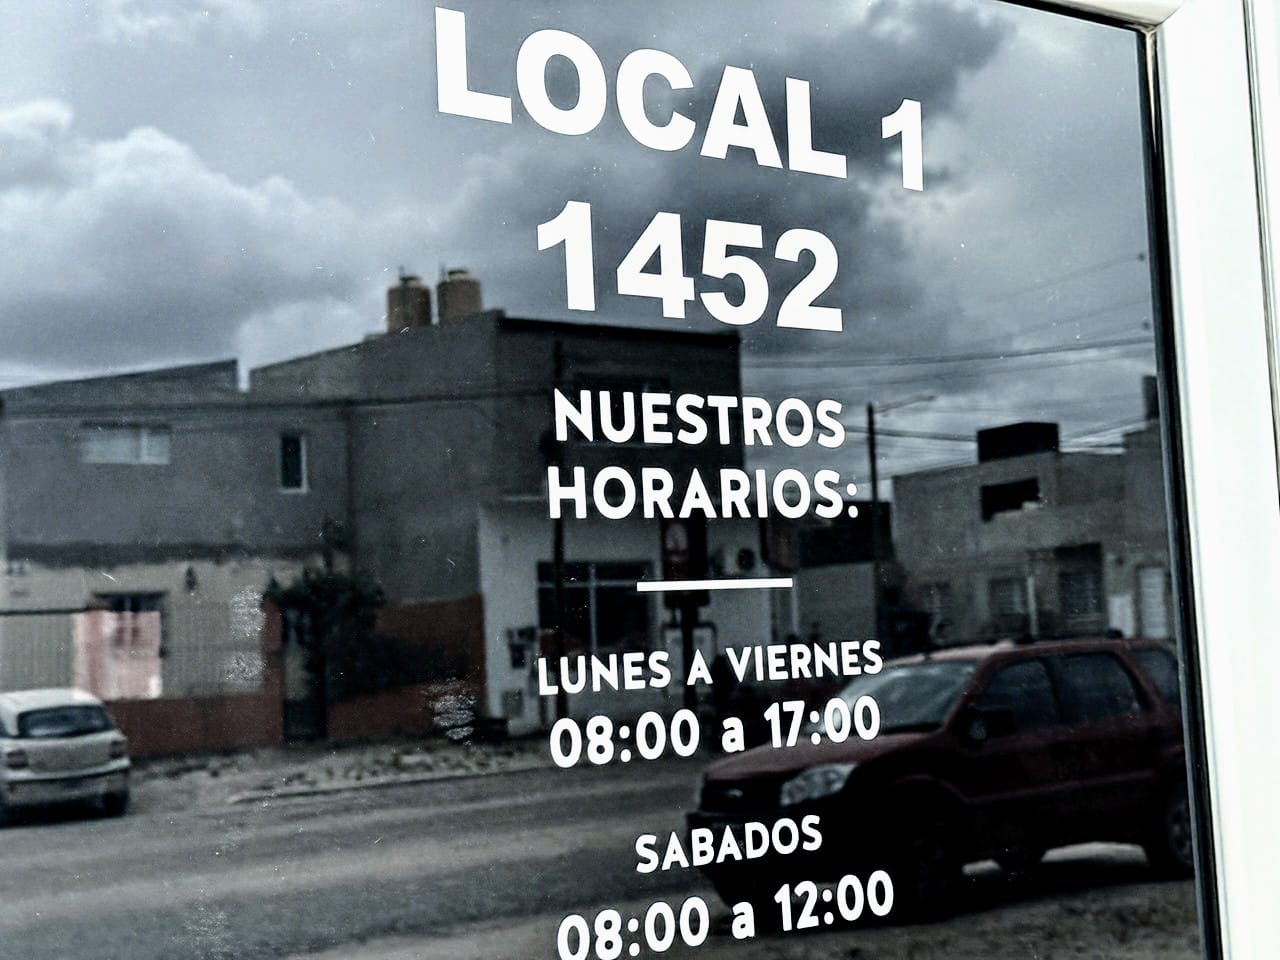 LOCAL 1
1452
NUESTROS
HORARIOS:
LUNES A VIERNES
08:00 a 17:00
SABADOS
08:00 a 12:00